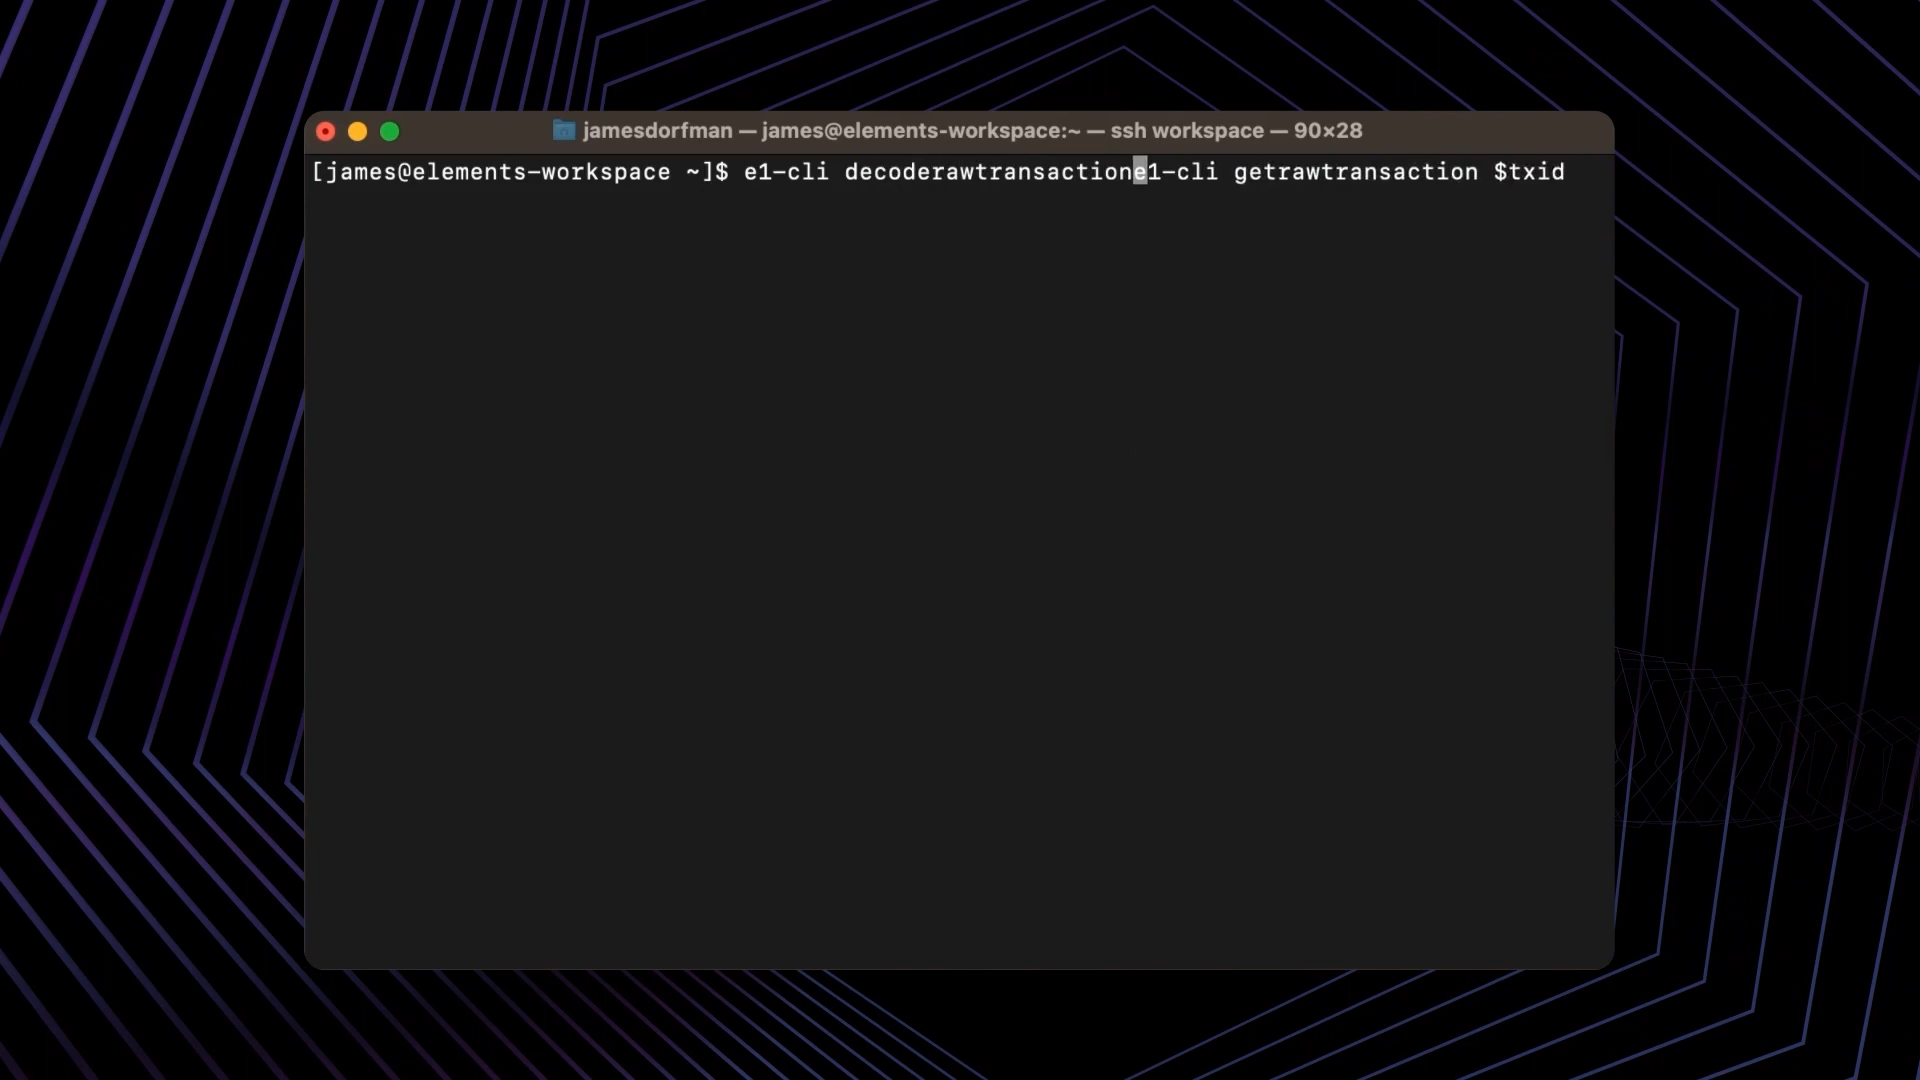 jamesdorfman — james@elements-workspace:~ — ssh workspace — 90×28
[james@elements-workspace ~]$ e1-cli decoderawtransactione1-cli getrawtransaction $txid